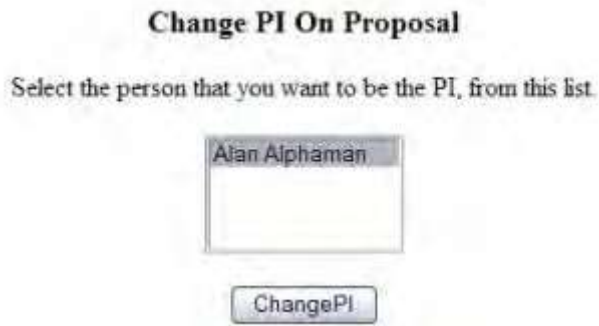 Change PI On Proposal
Select the person that you want to be the PI, from this list.
Alan Alphaman
ChangePI